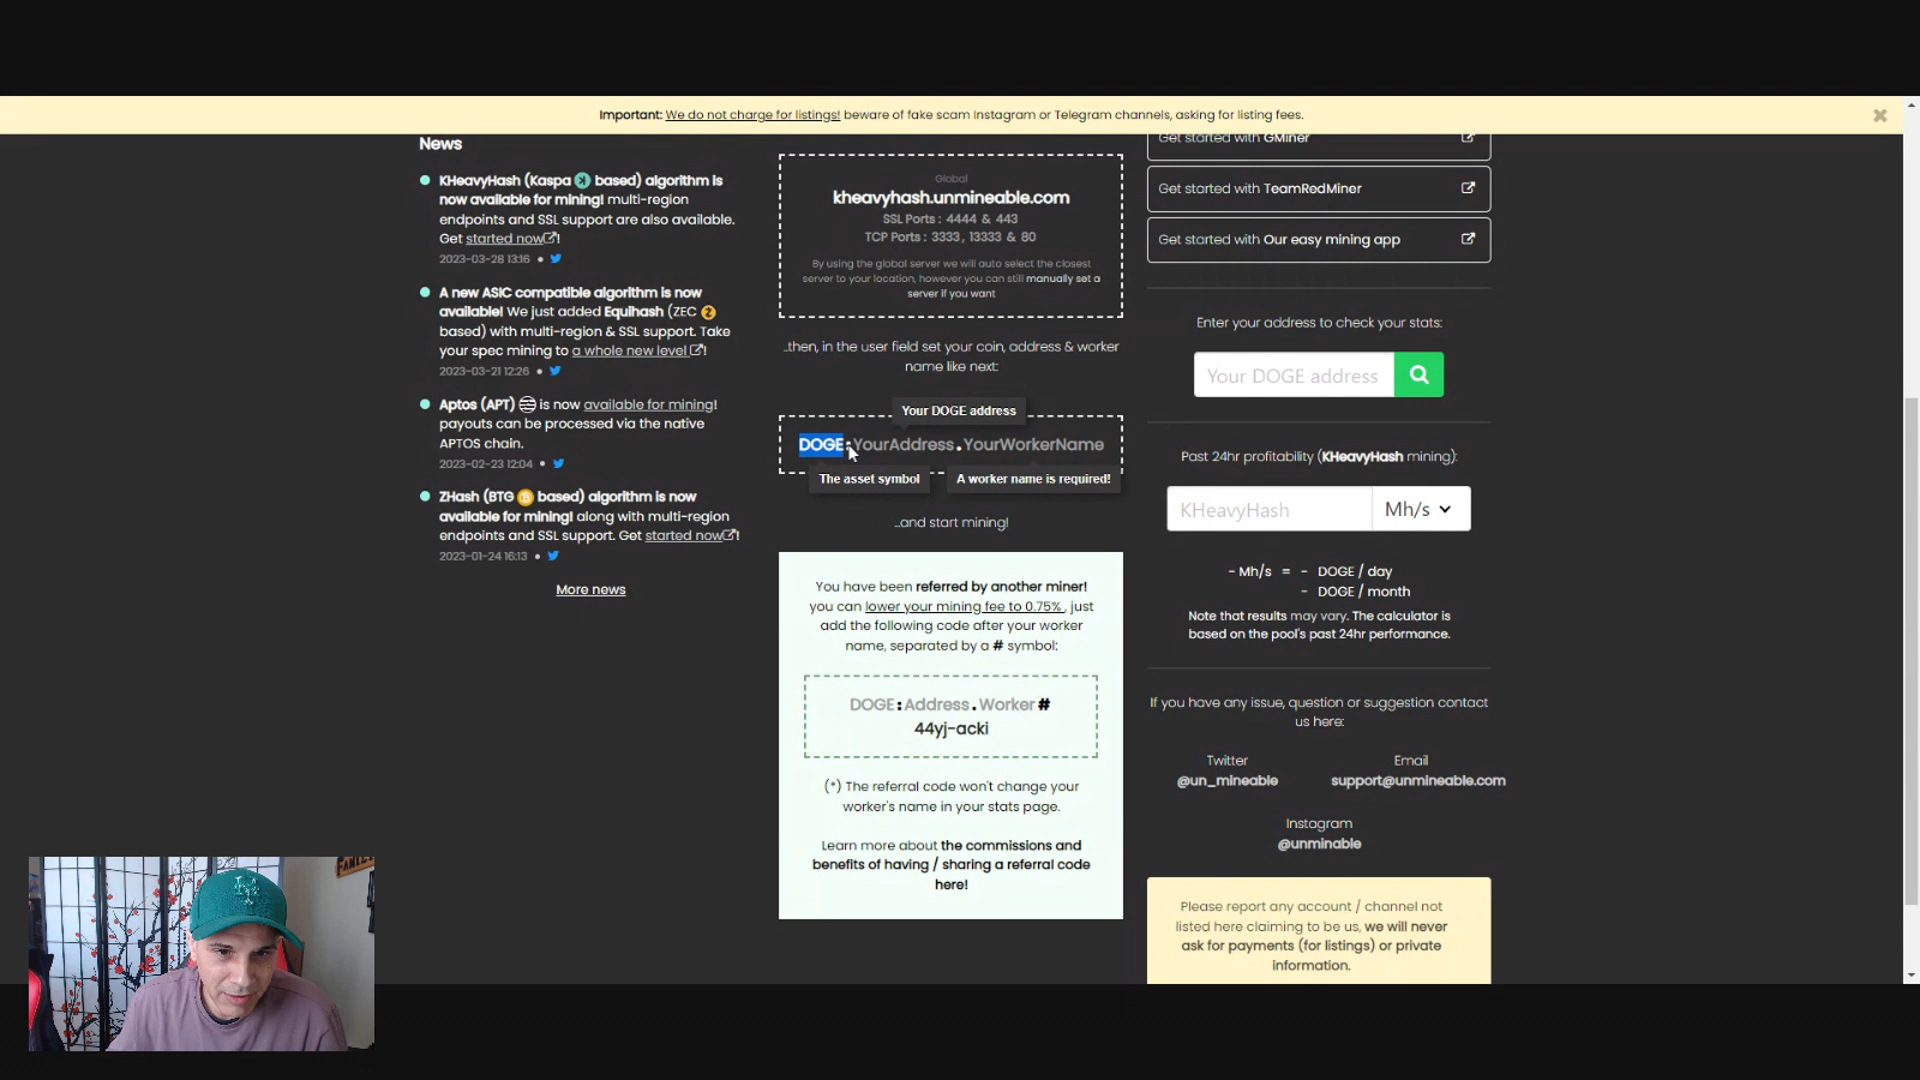 Important: We do not charge for listings! beware of fake scam Instagram or Telegram channels, asking for listing fees.
News
KHeavyHash (Kaspa based) algorithm is
now available for mining! multi-region
endpoints and SSL support are also available.
Get started now!
2023-03-28 13:16
A new ASIC compatible algorithm is now
available! We just added Equihash (ZEC
based) with multi-region & SSL support. Take
your spec mining to a whole new level!
2023-03-21 12:26
Aptos (APT) is now available for mining!
payouts can be processed via the native
APTOS chain.
2023-02-23 12:04
ZHash (BTG based) algorithm is now
available for mining! along with multi-region
endpoints and SSL support. Get started now!
2023-01-24 16:13
More news
Global
kheavyhash.unmineable.com
SSL Ports : 4444 & 443
TCP Ports : 3333, 13333 & 80
By using the global server we will auto select the closest
server to your location, however you can still manually set a
server if you want
..then, in the user field set your coin, address & worker
name like next:
Your DOGE address
DOGE:YourAddress.YourWorkerName
The asset symbol
A worker name is required!
..and start mining!
You have been referred by another miner!
you can lower your mining fee to 0.75% , just
add the following code after your worker
name, separated by a # symbol:
DOGE:Address.Worker#
44yj-acki
(*) The referral code won't change your
worker's name in your stats page.
Learn more about the commissions and
benefits of having / sharing a referral code
here!
Get started with GMiner
Get started with TeamRedMiner
Get started with Our easy mining app
Enter your address to check your stats:
Your DOGE address
Past 24hr profitability (KHeavyHash mining):
KHeavyHash
Mh/s
- Mh/s = - DOGE / day
- DOGE / month
Note that results may vary. The calculator is
based on the pool's past 24hr performance.
If you have any issue, question or suggestion contact
us here:
Twitter
@un_mineable
Email
support@unmineable.com
Instagram
@unminable
Please report any account / channel not
listed here claiming to be us, we will never
ask for payments (for listings) or private
information.